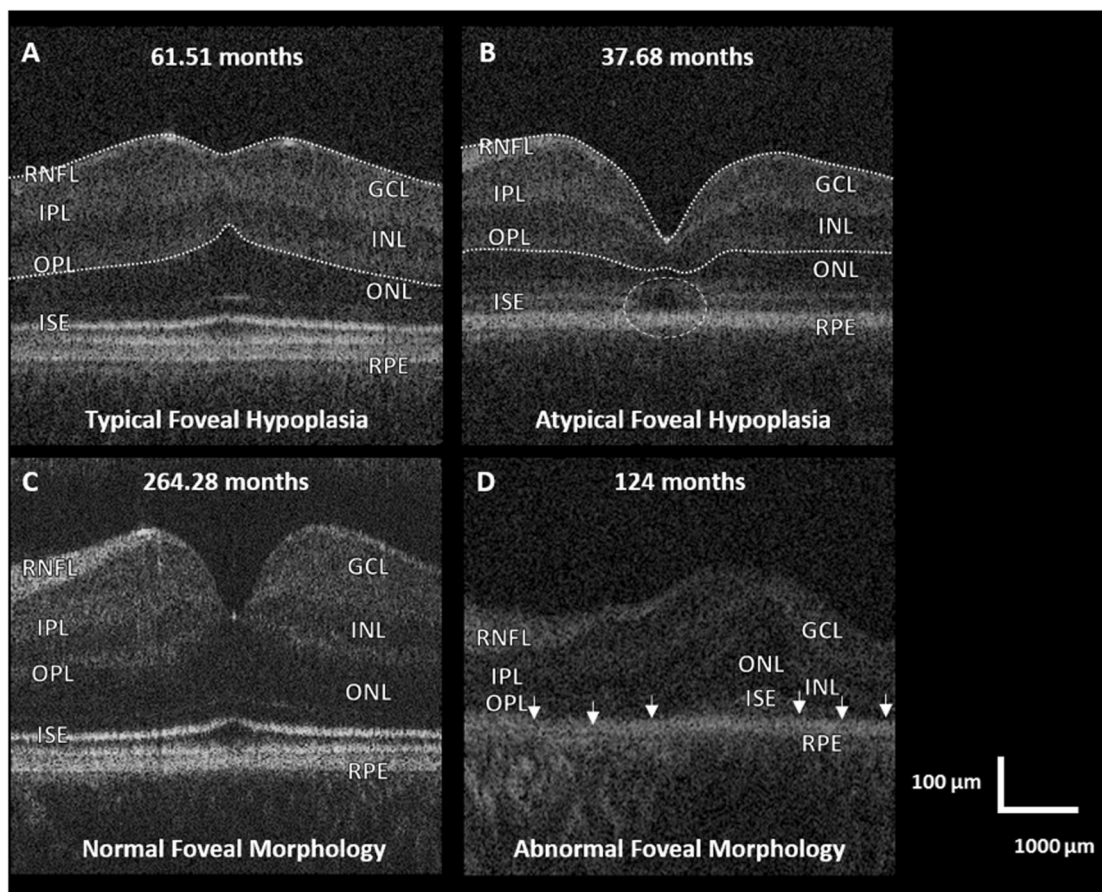 A
61.51 months
RNFL
GCL
IPL
INL
OPL
ONL
ISE
RPE
Typical Foveal Hypoplasia
B
37.68 months
RNFL
GCL
IPL
INL
OPL
ONL
ISE
RPE
Atypical Foveal Hypoplasia
C
264.28 months
RNFL
GCL
IPL
INL
OPL
ONL
ISE
RPE
Normal Foveal Morphology
D
124 months
RNFL
GCL
ONL
IPL
INL
OPL
ISE
RPE
Abnormal Foveal Morphology
100 µm
1000 µm